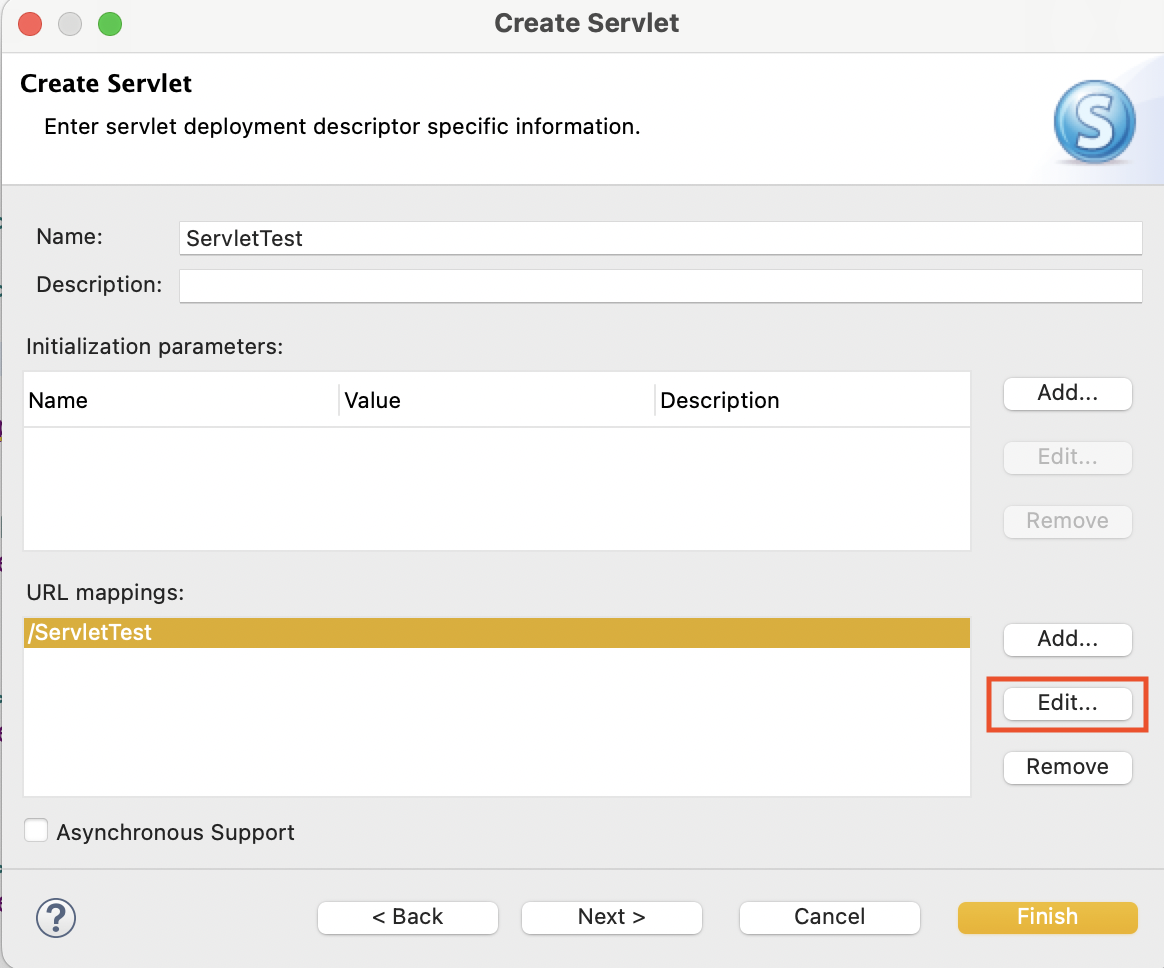 Create Servlet
Create Servlet
Enter servlet deployment descriptor specific information.
S
Name: ServletTest
Description:
Initialization parameters:
Name Value Description
Add...
Edit...
Remove
URL mappings:
/ServletTest
Add...
Edit...
Remove
Asynchronous Support
? < Back Next > Cancel Finish